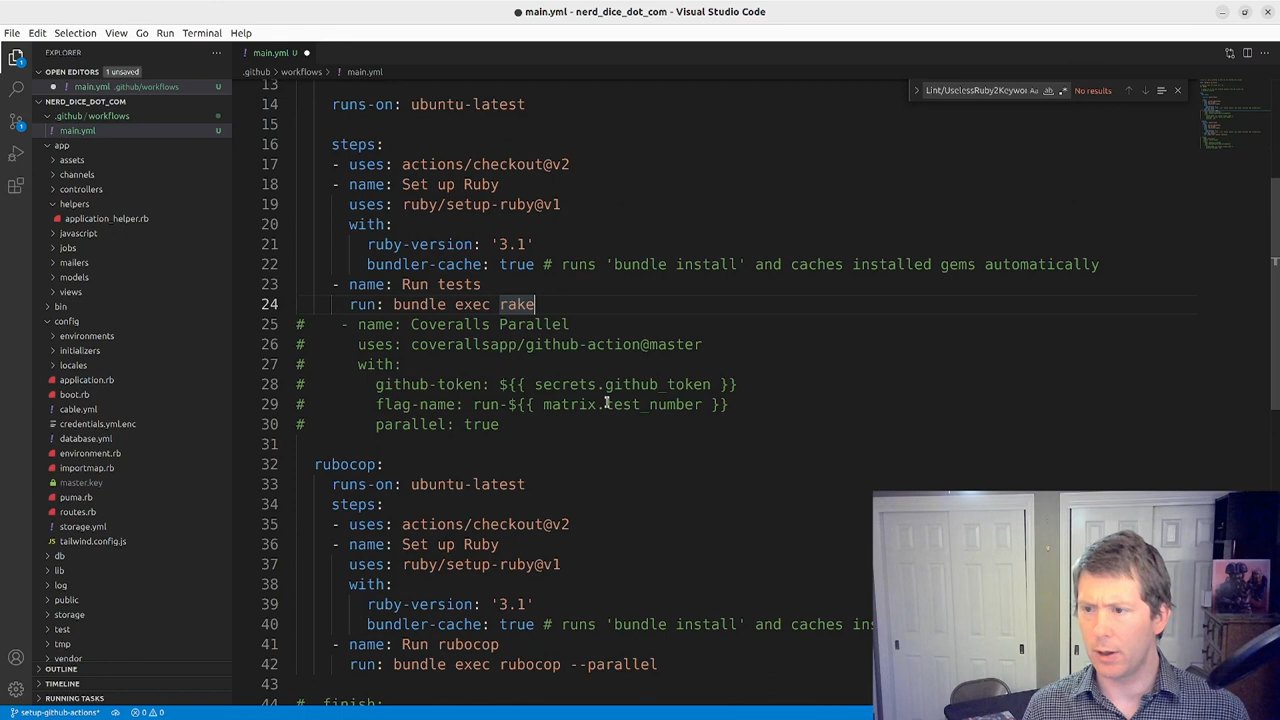 ● main.yml - nerd_dice_dot_com - Visual Studio Code
File Edit Selection View Go Run Terminal Help
EXPLORER
OPEN EDITORS 1 unsaved
● main.yml .github/workflows U
NERD_DICE_DOT_COM
.github / workflows
main.yml U
app
assets
channels
controllers
helpers
application_helper.rb
javascript
jobs
mailers
models
views
bin
config
environments
initializers
locales
application.rb
boot.rb
cable.yml
credentials.yml.enc
database.yml
environment.rb
importmap.rb
master.key
puma.rb
routes.rb
storage.yml
tailwind.config.js
db
lib
log
public
storage
test
tmp
vendor
OUTLINE
TIMELINE
RUNNING TASKS
main.yml U ●
.github > workflows > main.yml
Lint/UselessRuby2Keywor Aa ab .* No results
13
14 runs-on: ubuntu-latest
15
16 steps:
17 - uses: actions/checkout@v2
18 - name: Set up Ruby
19 uses: ruby/setup-ruby@v1
20 with:
21 ruby-version: '3.1'
22 bundler-cache: true # runs 'bundle install' and caches installed gems automatically
23 - name: Run tests
24 run: bundle exec rake
25 # - name: Coveralls Parallel
26 # uses: coverallsapp/github-action@master
27 # with:
28 # github-token: ${{ secrets.github_token }}
29 # flag-name: run-${{ matrix.test_number }}
30 # parallel: true
31
32 rubocop:
33 runs-on: ubuntu-latest
34 steps:
35 - uses: actions/checkout@v2
36 - name: Set up Ruby
37 uses: ruby/setup-ruby@v1
38 with:
39 ruby-version: '3.1'
40 bundler-cache: true # runs 'bundle install' and caches ins
41 - name: Run rubocop
42 run: bundle exec rubocop --parallel
43
44 # finish:
setup-github-actions* 0 0